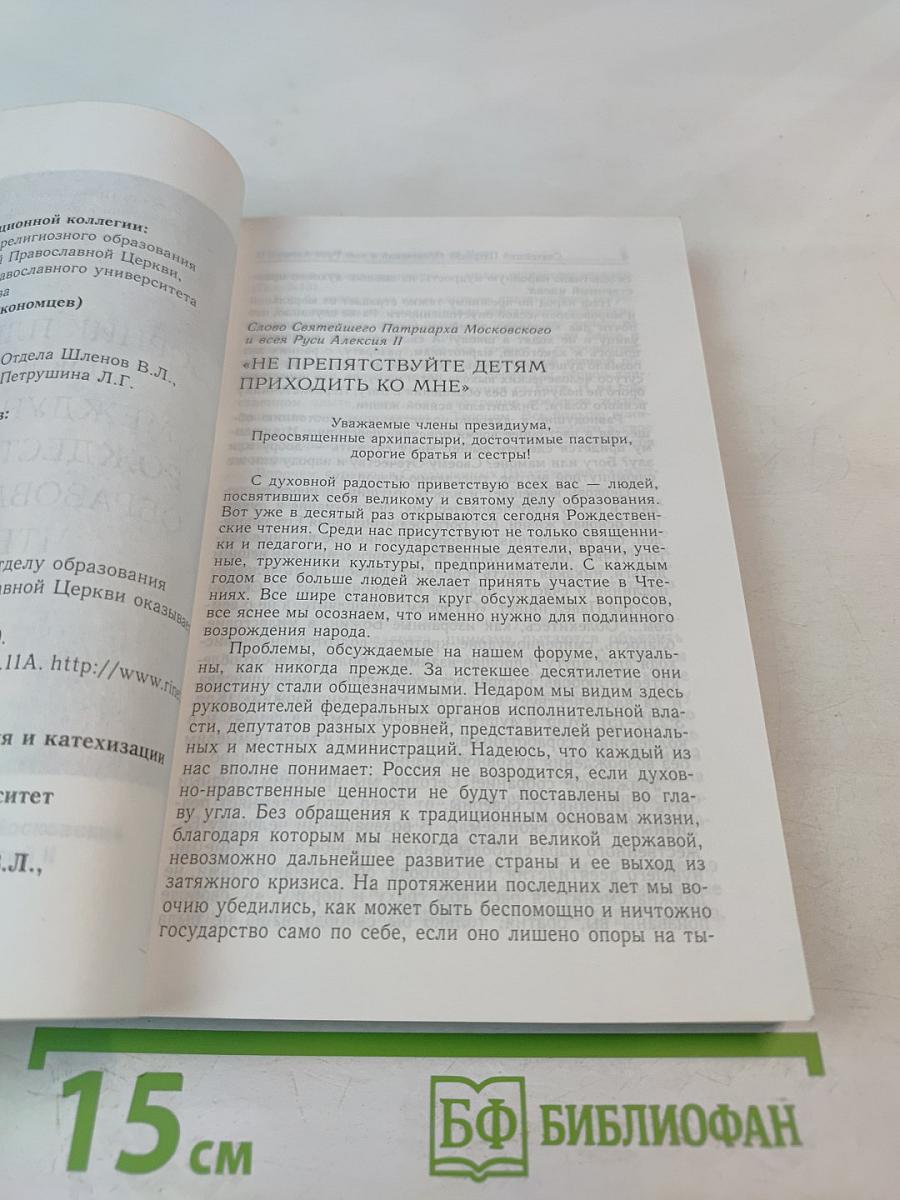 ционной коллегии:
религиозного образования
й Православной Церкви,
авославного университета
ва
кономцев)
Отдела Шленов В.Л.,
Петрушина Л.Г.
в:
тделу образования
авной Церкви оказывае
).
.11А. http://www.rine
ия и катехизации
рситет
В.Л.,
Слово Святейшего Патриарха Московского
и всея Руси Алексия II
«НЕ ПРЕПЯТСТВУЙТЕ ДЕТЯМ
ПРИХОДИТЬ КО МНЕ»
Уважаемые члены президиума,
Преосвященные архипастыри, досточтимые пастыри,
дорогие братья и сестры!
С духовной радостью приветствую всех вас — людей,
посвятивших себя великому и святому делу образования.
Вот уже в десятый раз открываются сегодня Рождествен-
ские чтения. Среди нас присутствуют не только священни-
ки и педагоги, но и государственные деятели, врачи, уче-
ные, труженики культуры, предприниматели. С каждым
годом все больше людей желает принять участие в Чте-
ниях. Все шире становится круг обсуждаемых вопросов,
все яснее мы осознаем, что именно нужно для подлинного
возрождения народа.
Проблемы, обсуждаемые на нашем форуме, актуаль-
ны, как никогда прежде. За истекшее десятилетие они
воистину стали общезначимыми. Недаром мы видим здесь
руководителей федеральных органов исполнительной вла-
сти, депутатов разных уровней, представителей региональ-
ных и местных администраций. Надеюсь, что каждый из
нас вполне понимает: Россия не возродится, если духов-
но-нравственные ценности не будут поставлены во гла-
ву угла. Без обращения к традиционным основам жизни,
благодаря которым мы некогда стали великой державой,
невозможно дальнейшее развитие страны и ее выход из
затяжного кризиса. На протяжении последних лет мы во-
очию убедились, как может быть беспомощно и ничтожно
государство само по себе, если оно лишено опоры на ты-
15 см
БФ БИБЛИОФАН